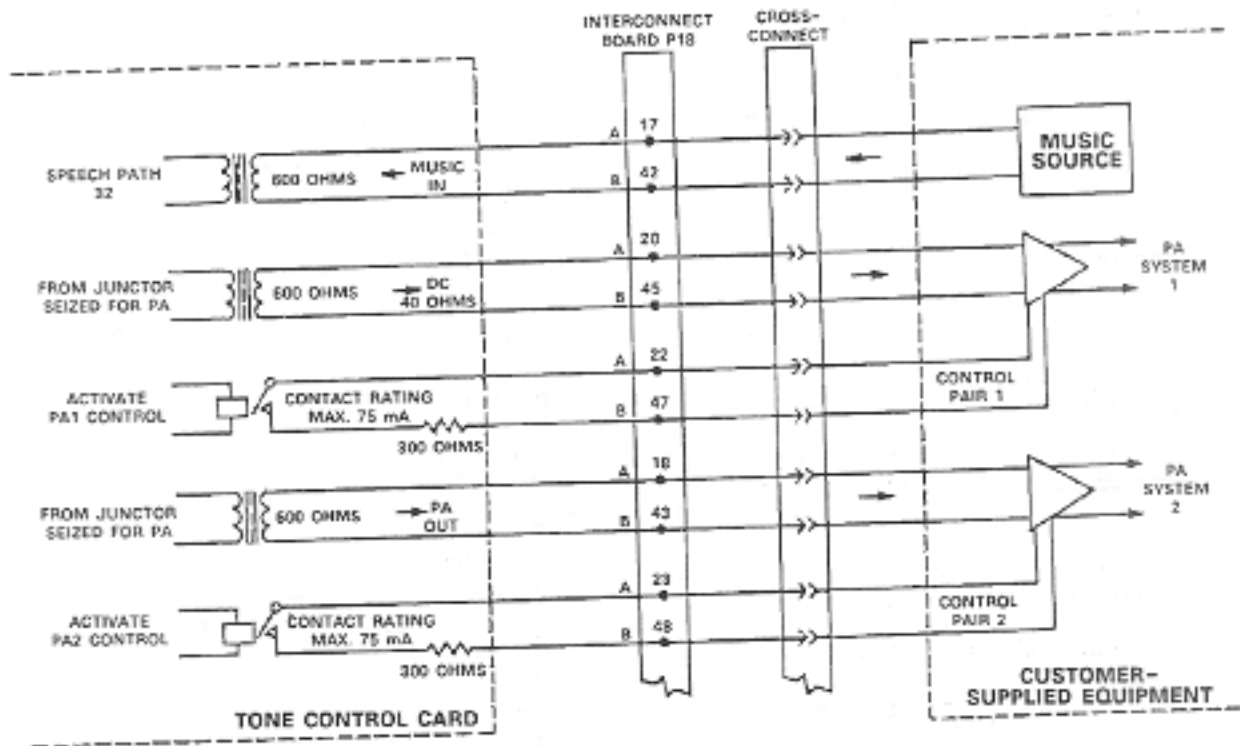 INTERCONNECT
BOARD P18
CROSS-
CONNECT
SPEECH PATH
32
600 OHMS
MUSIC
IN
A
17
B
42
MUSIC
SOURCE
FROM JUNCTOR
SEIZED FOR PA
600 OHMS
DC
40 OHMS
A
20
B
45
PA
SYSTEM
1
ACTIVATE
PA1 CONTROL
CONTACT RATING
MAX. 75 mA
300 OHMS
A
22
B
47
CONTROL
PAIR 1
FROM JUNCTOR
SEIZED FOR PA
600 OHMS
PA
OUT
A
18
B
43
PA
SYSTEM
2
ACTIVATE
PA2 CONTROL
CONTACT RATING
MAX. 75 mA
300 OHMS
A
23
B
48
CONTROL
PAIR 2
TONE CONTROL CARD
CUSTOMER-
SUPPLIED EQUIPMENT